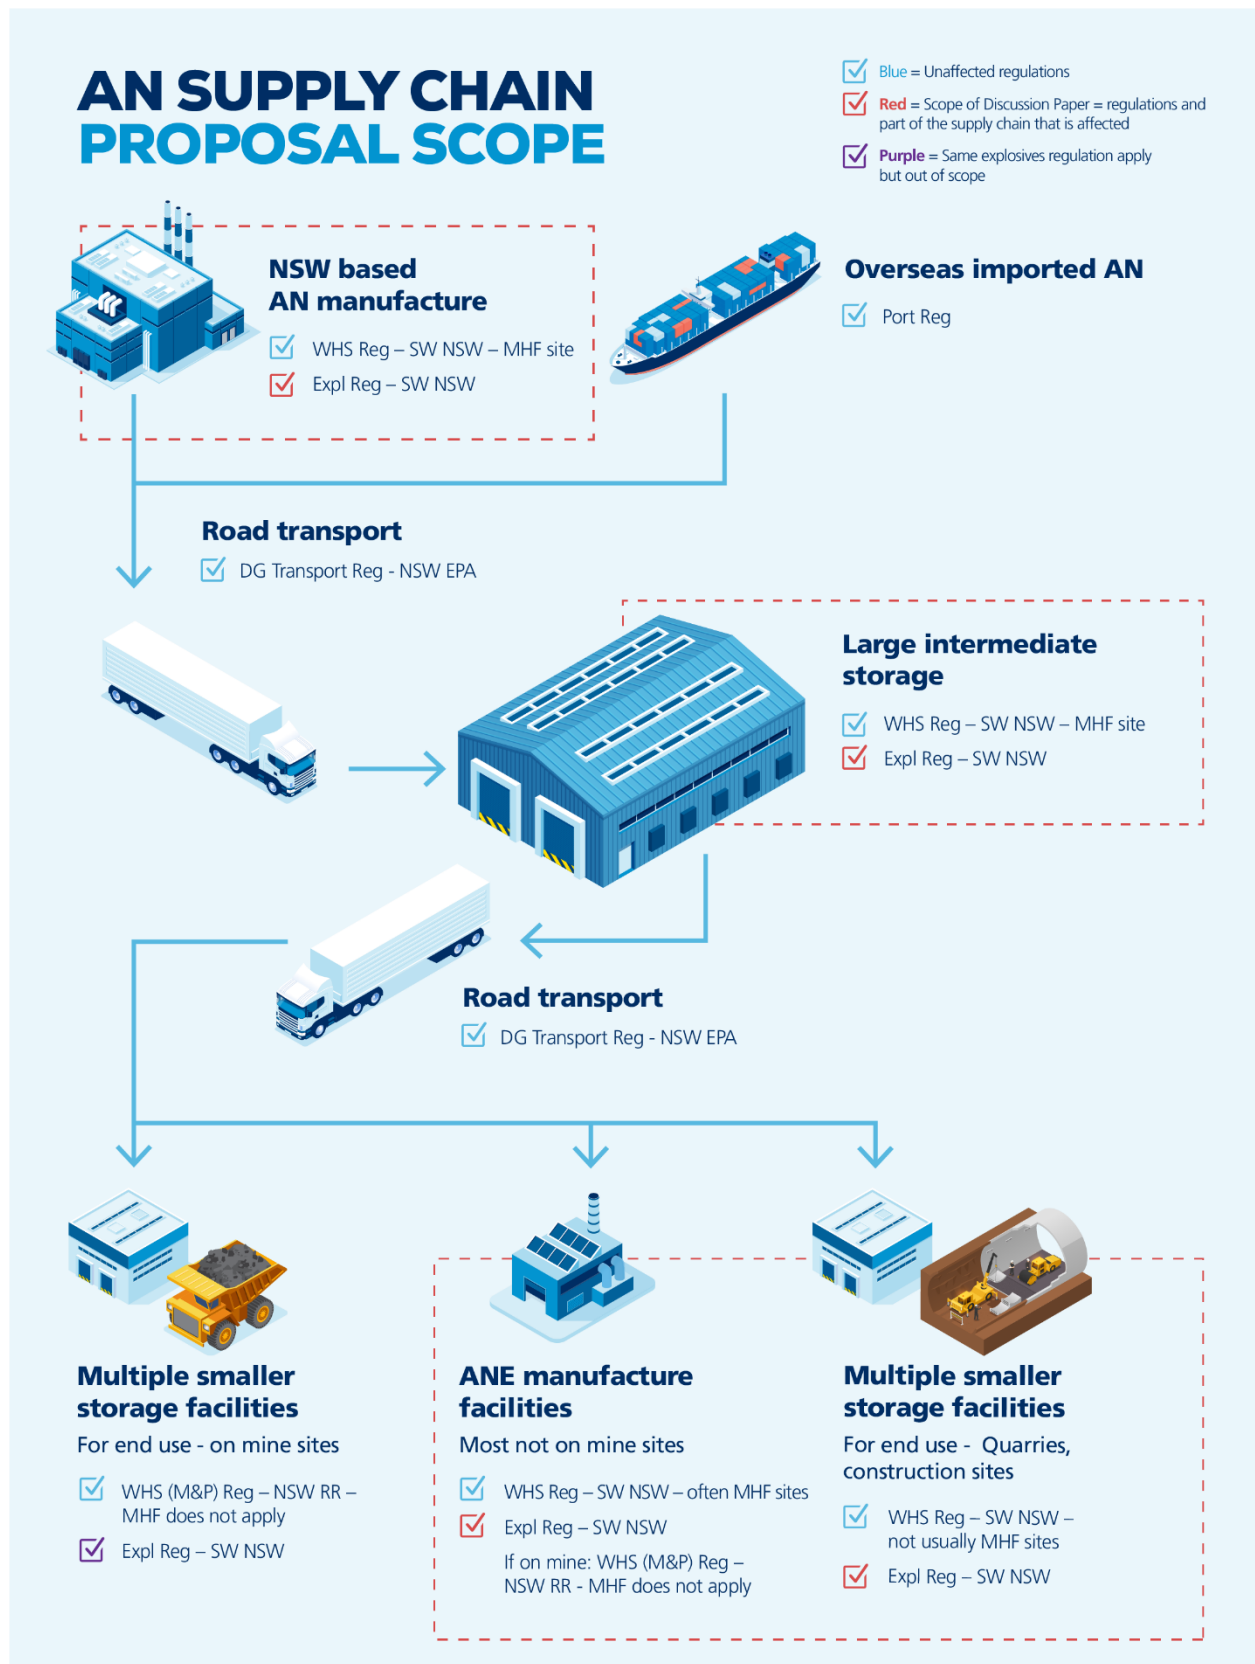 AN SUPPLY CHAIN
PROPOSAL SCOPE
Blue = Unaffected regulations
Red = Scope of Discussion Paper = regulations and
part of the supply chain that is affected
Purple = Same explosives regulation apply
but out of scope
NSW based
AN manufacture
WHS Reg – SW NSW – MHF site
Expl Reg – SW NSW
Overseas imported AN
Port Reg
Road transport
DG Transport Reg - NSW EPA
Large intermediate
storage
WHS Reg – SW NSW – MHF site
Expl Reg – SW NSW
Road transport
DG Transport Reg - NSW EPA
Multiple smaller
storage facilities
For end use - on mine sites
WHS (M&P) Reg – NSW RR –
MHF does not apply
Expl Reg – SW NSW
ANE manufacture
facilities
Most not on mine sites
WHS Reg – SW NSW – often MHF sites
Expl Reg – SW NSW
If on mine: WHS (M&P) Reg –
NSW RR - MHF does not apply
Multiple smaller
storage facilities
For end use - Quarries,
construction sites
WHS Reg – SW NSW –
not usually MHF sites
Expl Reg – SW NSW